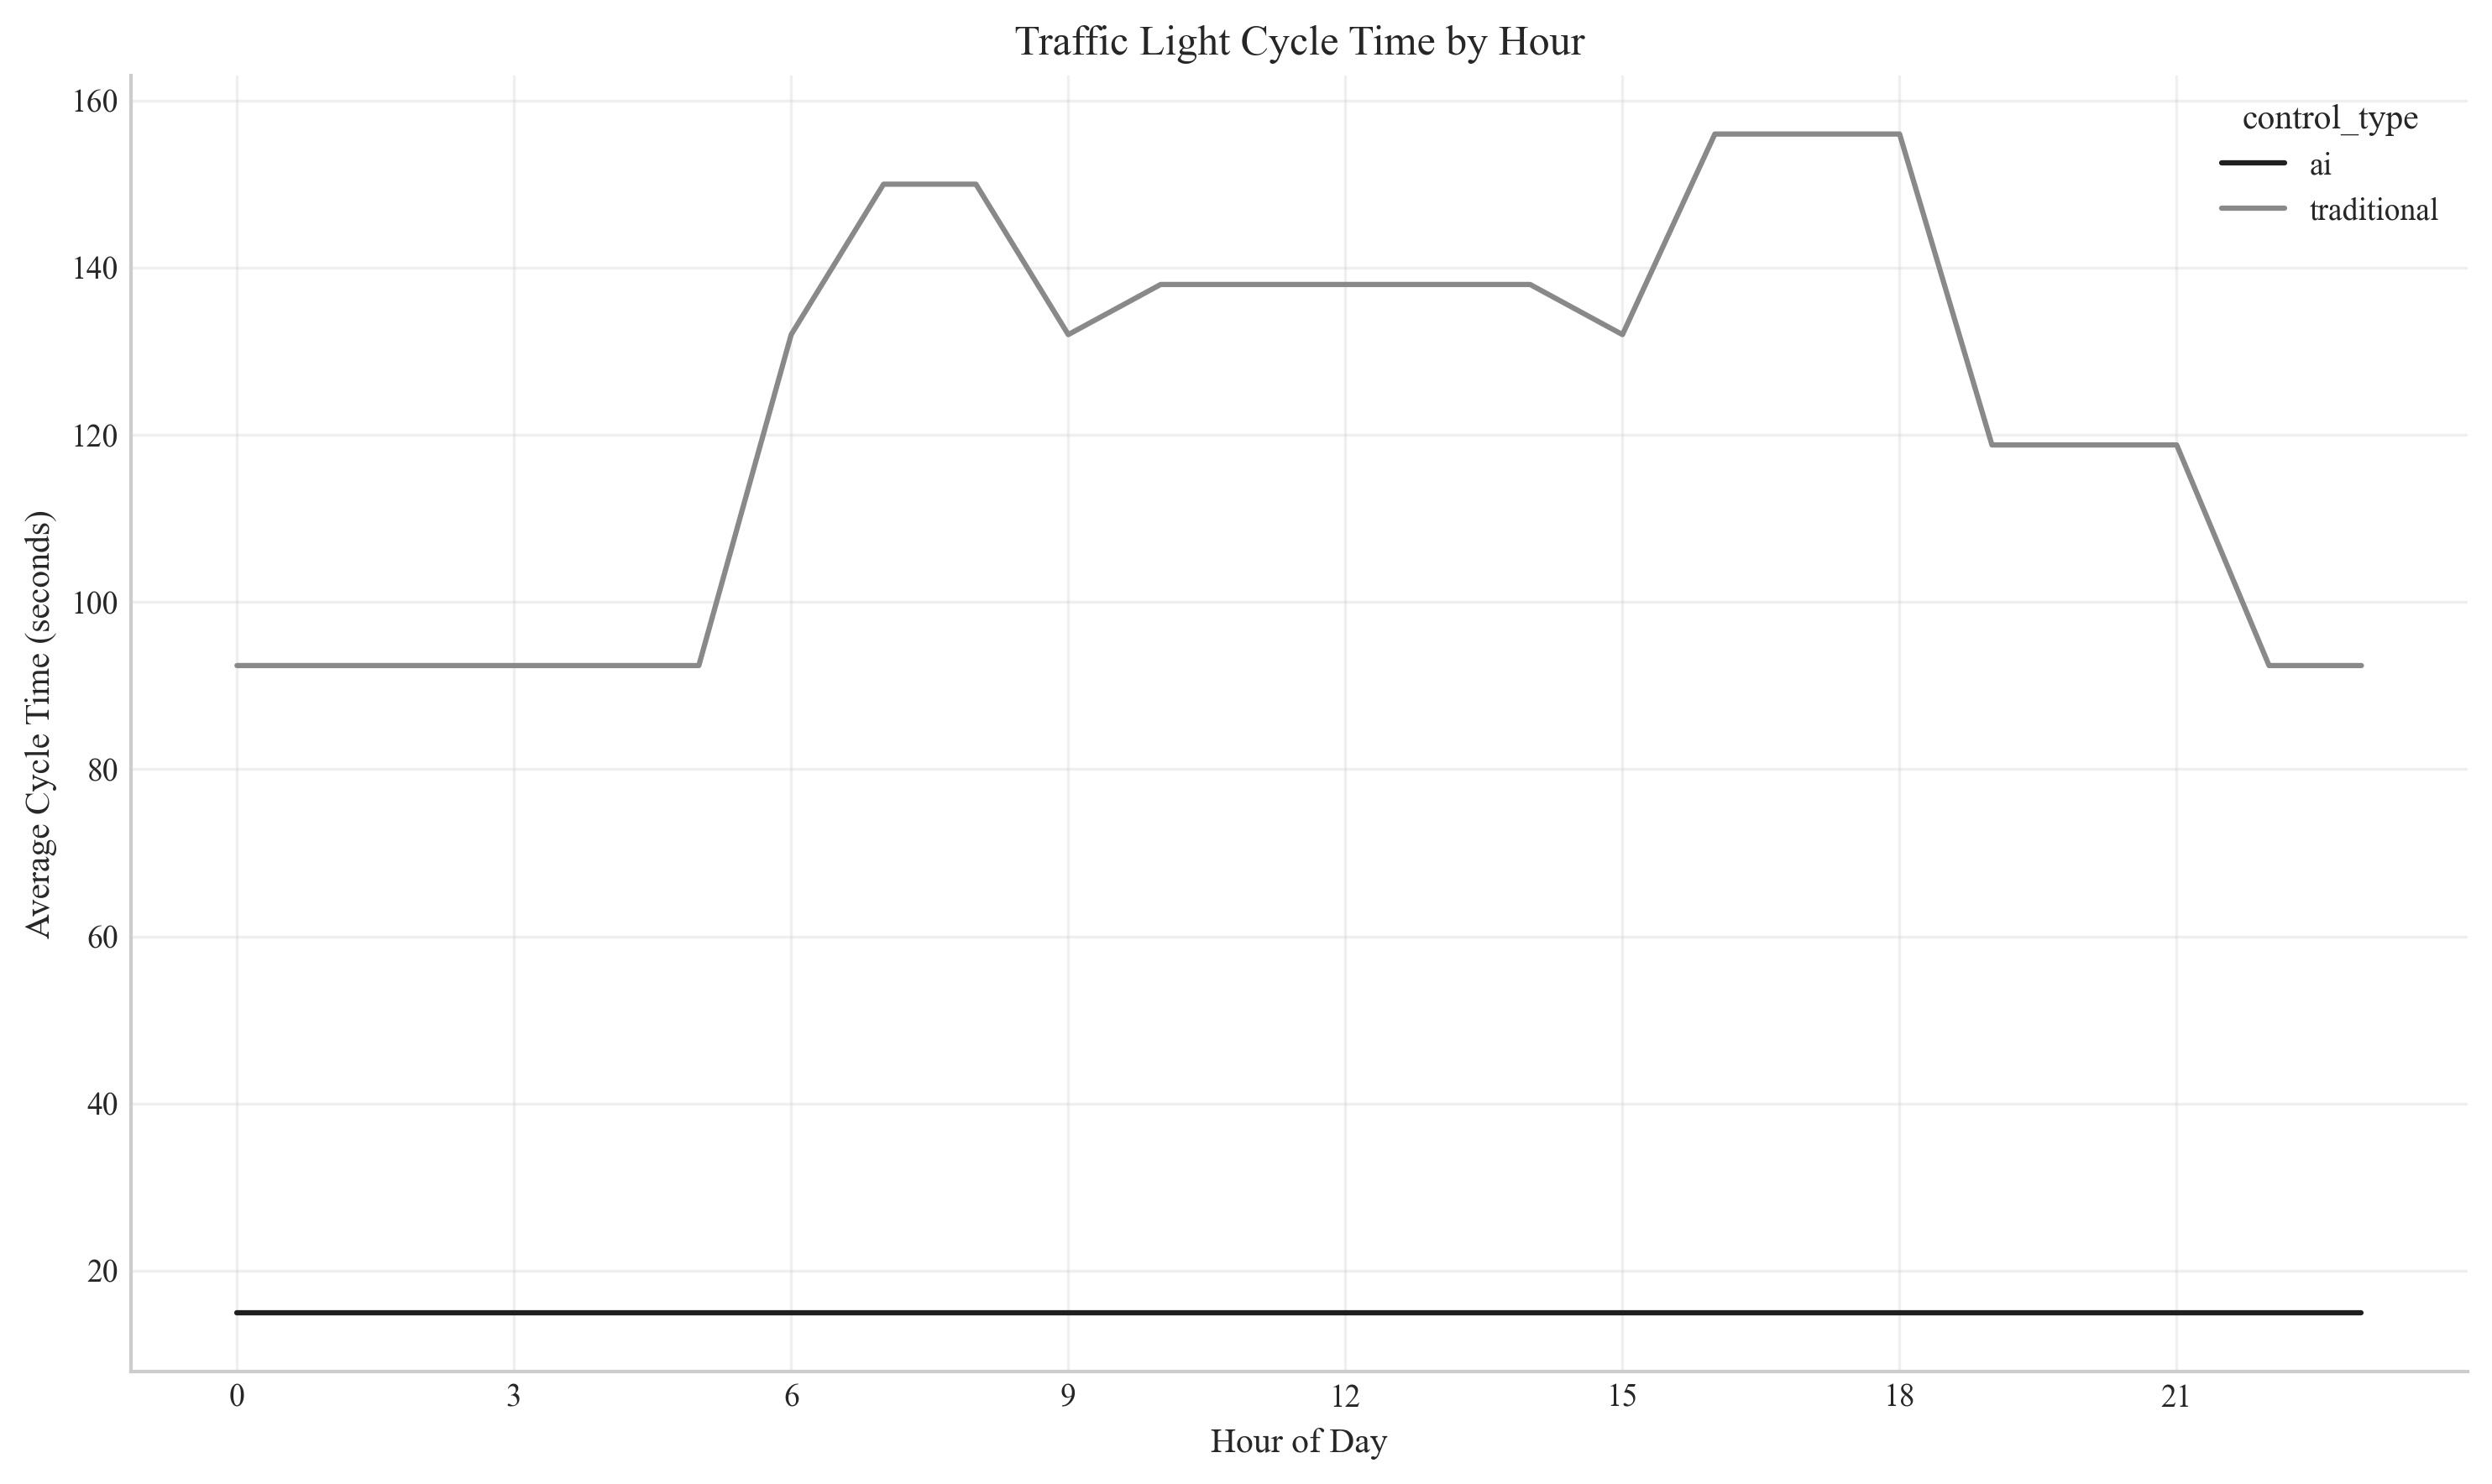 Traffic Light Cycle Time by Hour
control_type
ai
traditional
Average Cycle Time (seconds)
160
140
120
100
80
60
40
20
0 3 6 9 12 15 18 21
Hour of Day